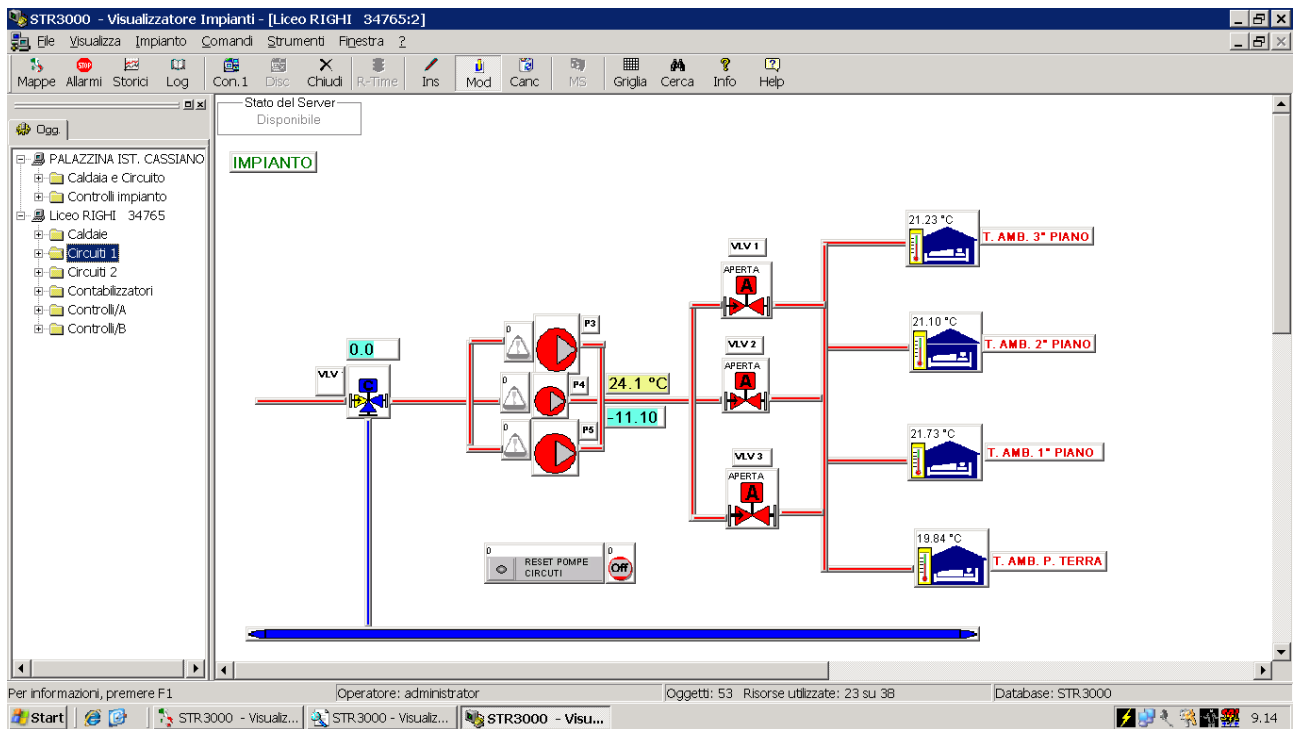 STR3000 - Visualizzatore Impianti - [Liceo RIGHI 34765:2]
File Visualizza Impianto Comandi Strumenti Finestra ?
STOP
Mappe Allarmi Storici Log Con.1 Disc Chiudi R-Time Ins Mod Canc MS Griglia Cerca Info Help
Ogg.
PALAZZINA IST. CASSIANO
Caldaia e Circuito
Controlli impianto
Liceo RIGHI 34765
Caldaie
Circuiti 1
Circuiti 2
Contabilizzatori
Controlli/A
Controlli/B
Stato del Server
Disponibile
IMPIANTO
0.0
VLV
C
0
P3
0
P4
0
P5
24.1 °C
-11.10
VLV 1
APERTA
A
VLV 2
APERTA
A
VLV 3
APERTA
A
21.23 °C
T. AMB. 3° PIANO
21.10 °C
T. AMB. 2° PIANO
21.73 °C
T. AMB. 1° PIANO
19.84 °C
T. AMB. P. TERRA
0
RESET POMPE
CIRCUTI
0
Off
Per informazioni, premere F1
Operatore: administrator
Oggetti: 53 Risorse utilizzate: 23 su 38
Database: STR3000
Start
STR3000 - Visualiz...
STR3000 - Visualiz...
STR3000 - Visu...
9.14